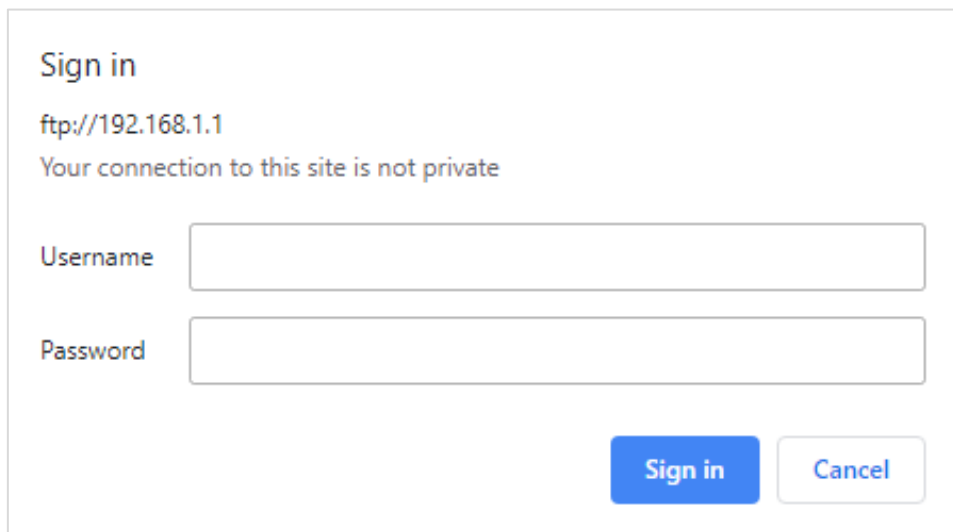 Sign in
ftp://192.168.1.1
Your connection to this site is not private
Username
Password
Sign in Cancel